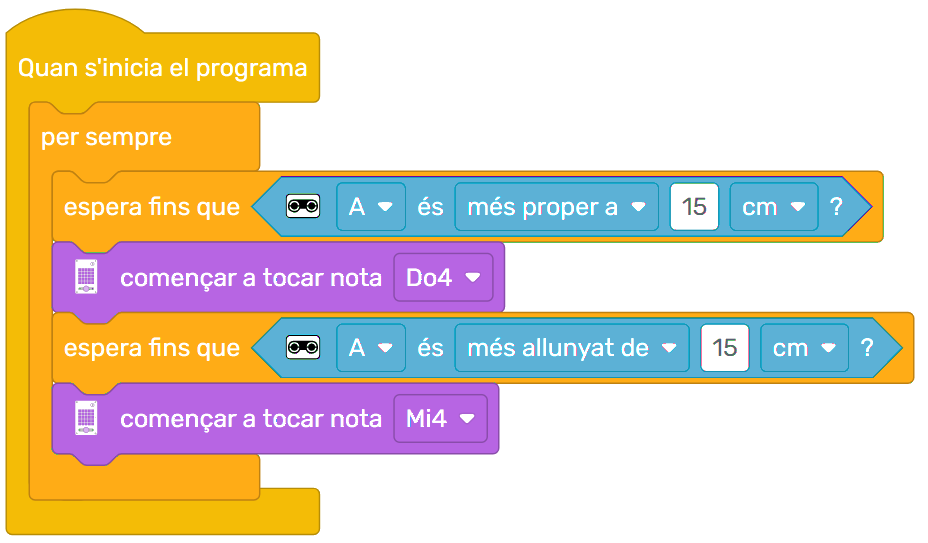 Quan s'inicia el programa
per sempre
espera fins que A és més proper a 15 cm ?
començar a tocar nota Do4
espera fins que A és més allunyat de 15 cm ?
començar a tocar nota Mi4